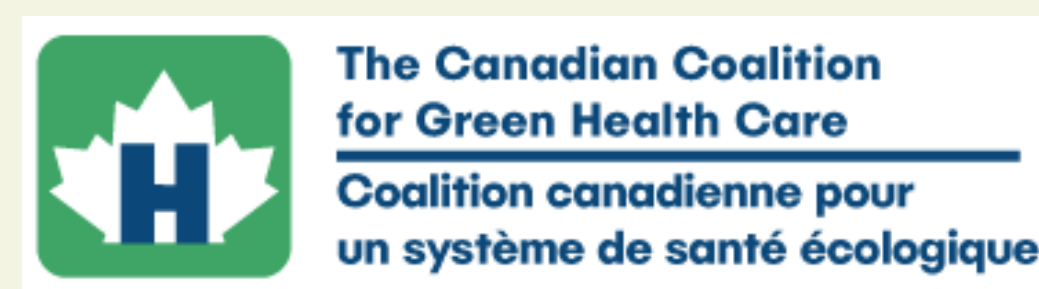 H
The Canadian Coalition
for Green Health Care
Coalition canadienne pour
un système de santé écologique